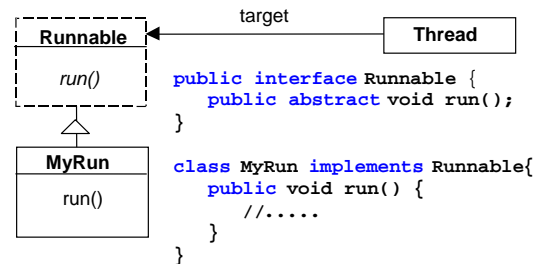 target
Runnable
Thread
run()
public interface Runnable {
public abstract void run();
}
MyRun
run()
class MyRun implements Runnable{
public void run() {
//.....
}
}